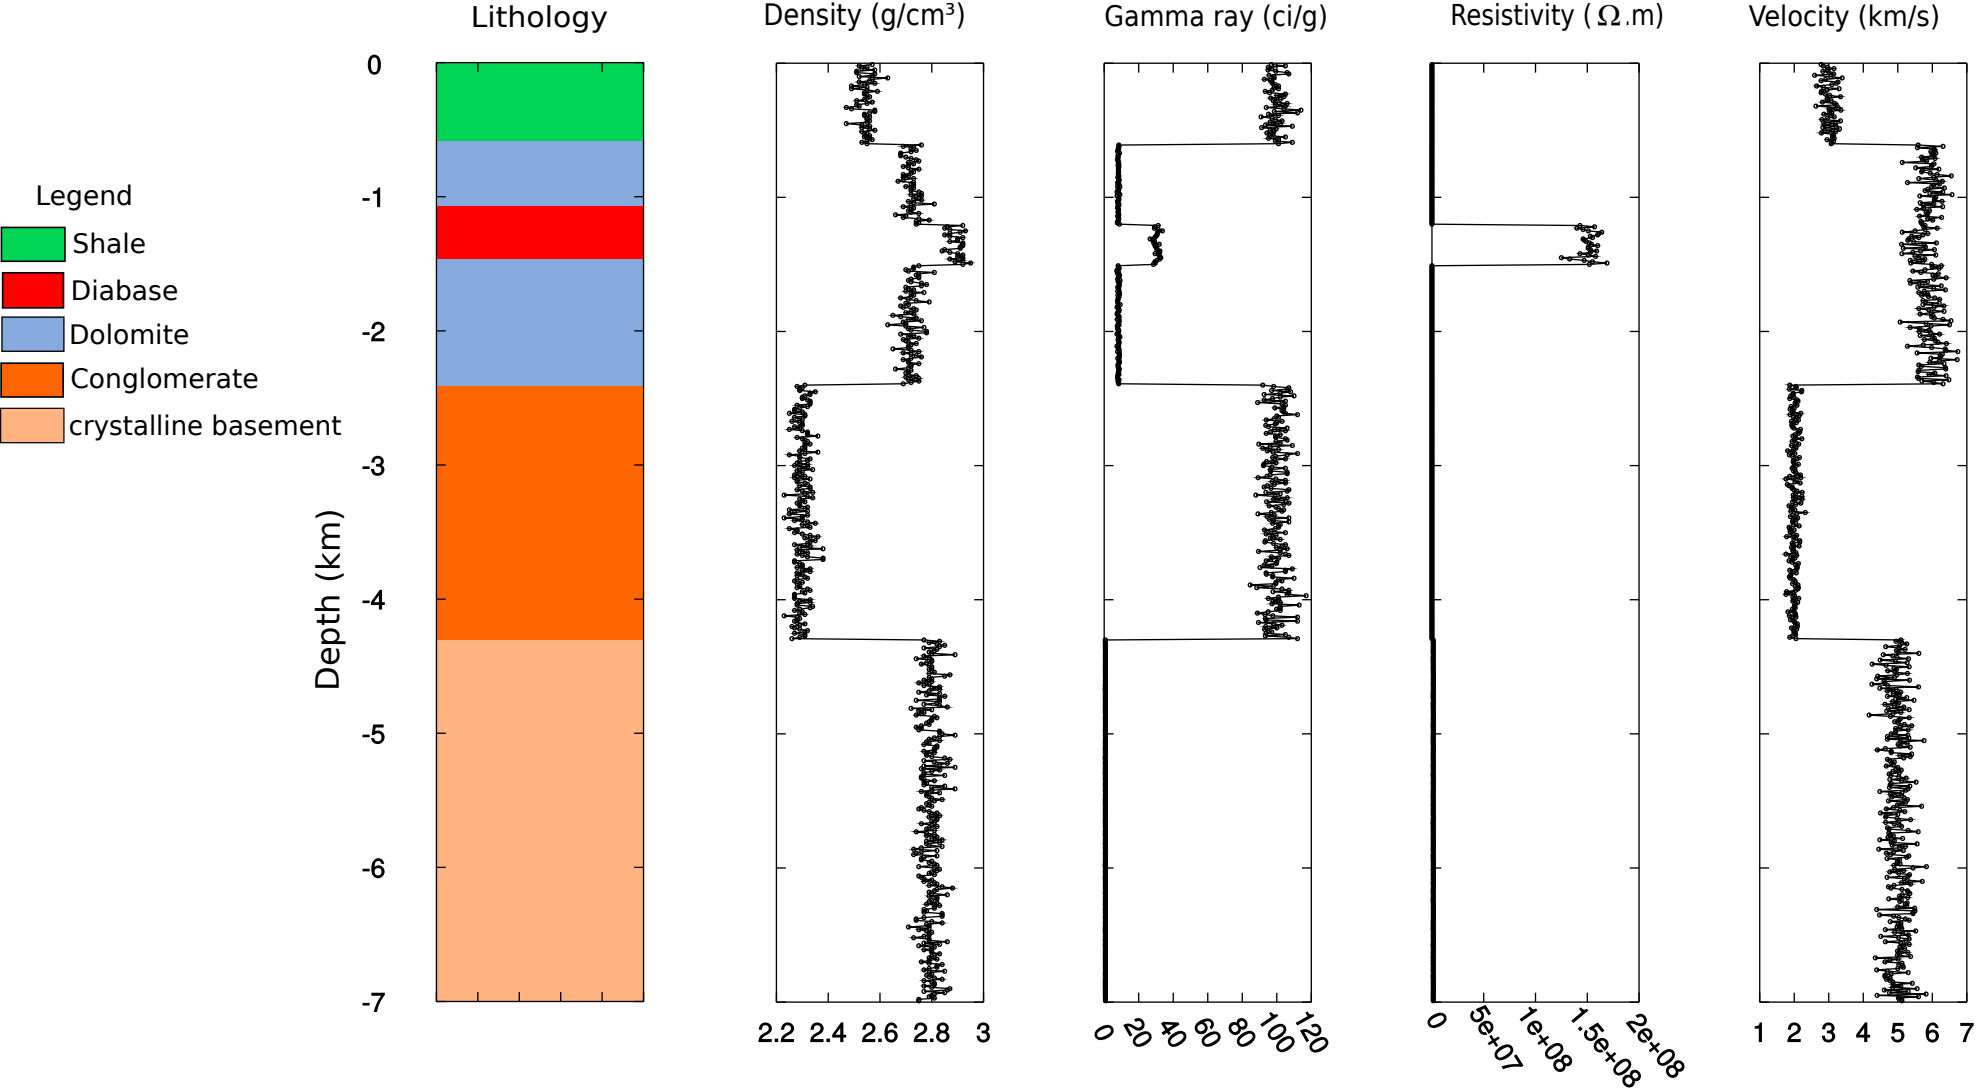 Lithology
Density (g/cm³)
Gamma ray (ci/g)
Resistivity ( Ω .m)
Velocity (km/s)
Legend
Shale
Diabase
Dolomite
Conglomerate
crystalline basement
Depth (km)
0
-1
-2
-3
-4
-5
-6
-7
2.2 2.4 2.6 2.8 3
0 20 40 60 80 100 120
0 5e+07 1e+08 1.5e+08 2e+08
1 2 3 4 5 6 7